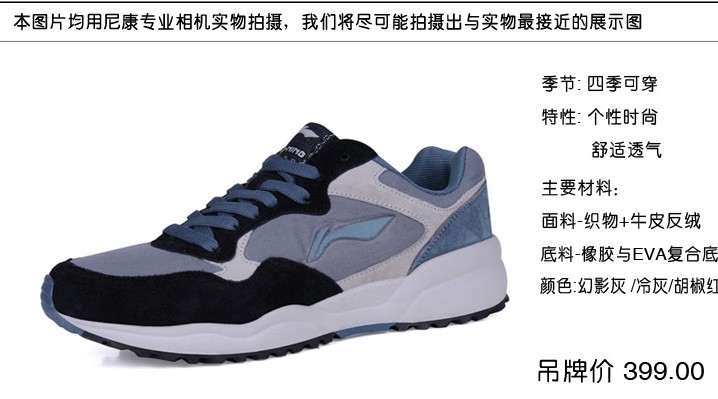 本图片均用尼康专业相机实物拍摄，我们将尽可能拍摄出与实物最接近的展示图
季节: 四季可穿
特性: 个性时尚
舒适透气
主要材料：
面料-织物+牛皮反绒
底料-橡胶与EVA复合底
颜色:幻影灰 /冷灰/胡椒红
吊牌价 399.00